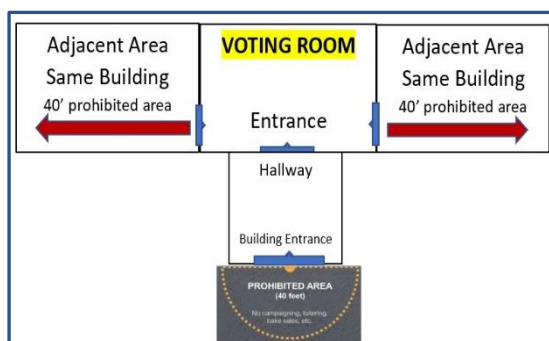 Adjacent Area
Same Building
40’ prohibited area
VOTING ROOM
Entrance
Adjacent Area
Same Building
40’ prohibited area
Hallway
Building Entrance
PROHIBITED AREA
(40 feet)
No campaigning, loitering,
bake sales, etc.